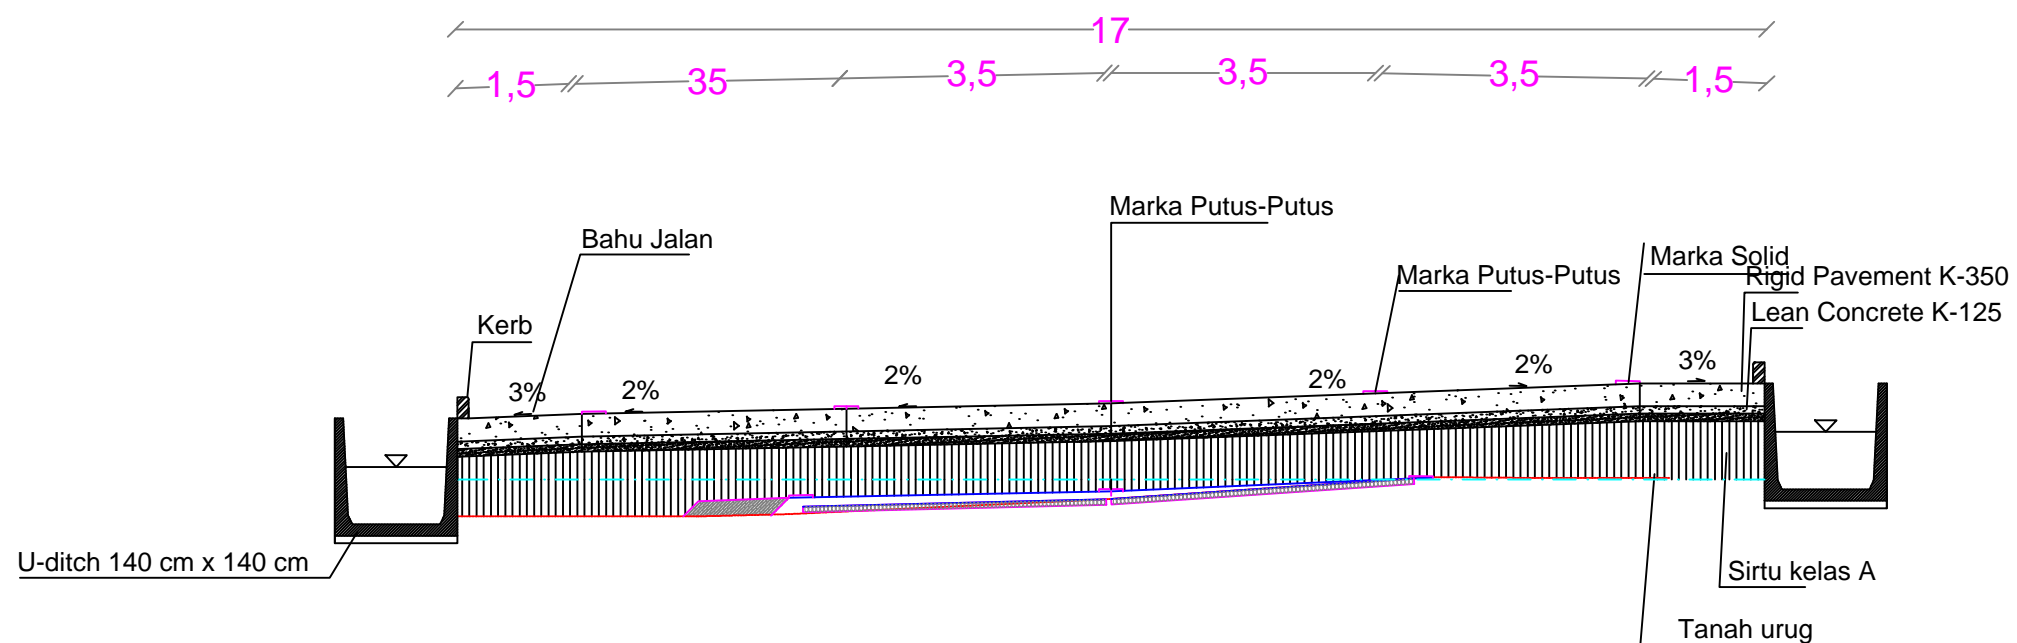 17
1,5 35 3,5 3,5 3,5 1,5
Marka Putus-Putus
Bahu Jalan
Marka Solid
Marka Putus-Putus
Rigid Pavement K-350
Lean Concrete K-125
Kerb
3% 2% 2% 2% 2% 3%
U-ditch 140 cm x 140 cm
Sirtu kelas A
Tanah urug